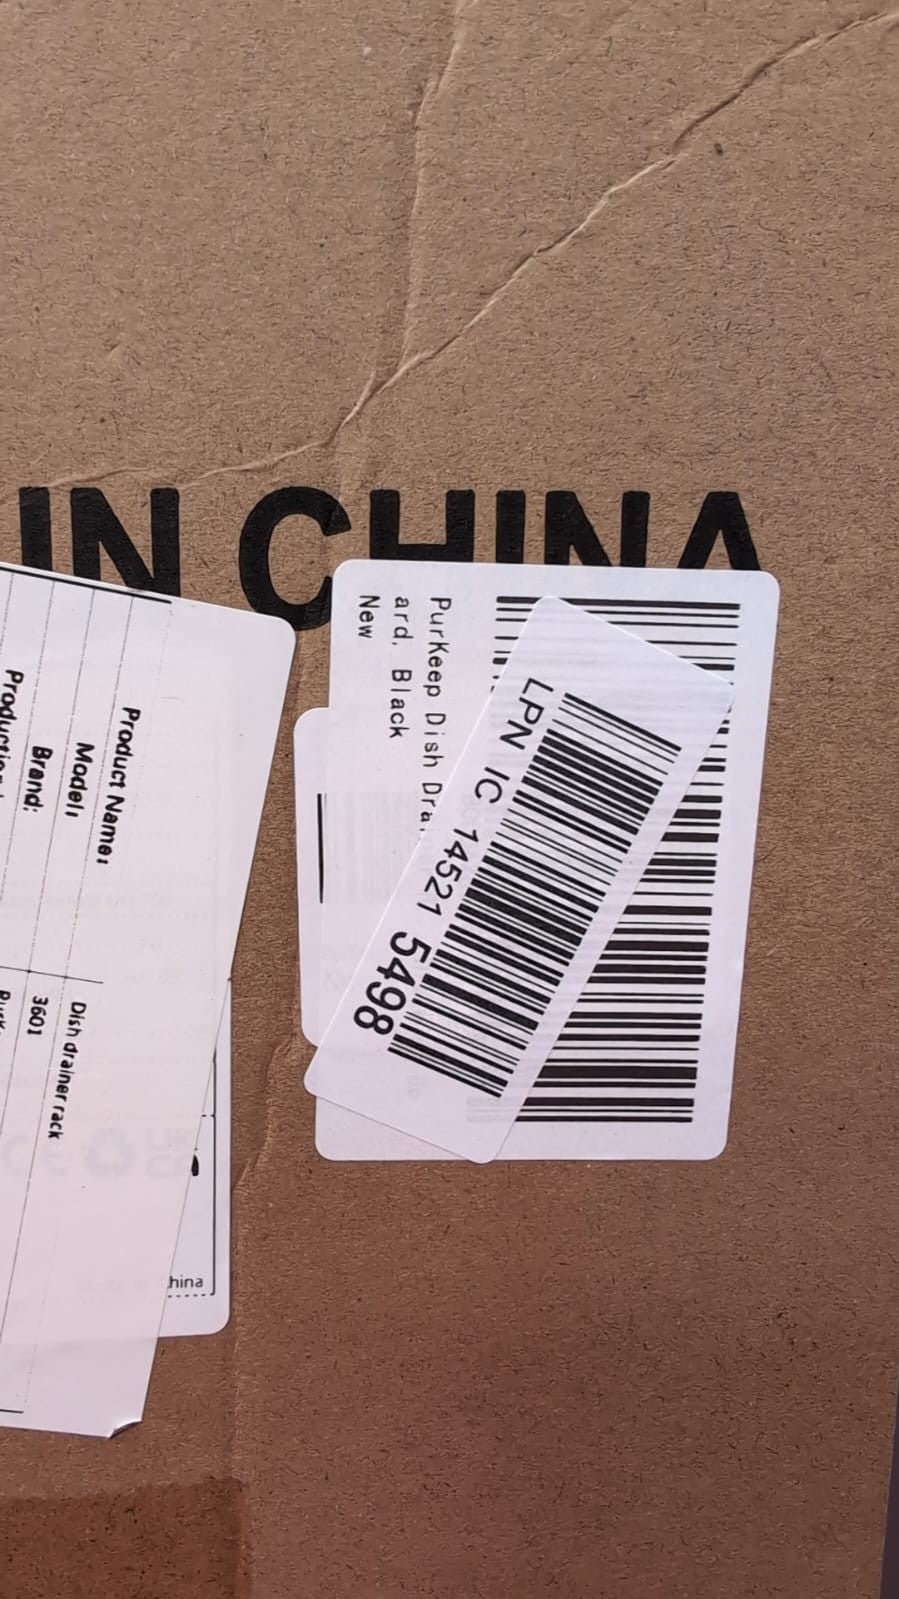 IN CHINA
PurKeep Dish Dra
ard, Black
New
LPN IC 14521 5498
Product Name: Dish drainer rack
Model: 3601
Brand:
hina